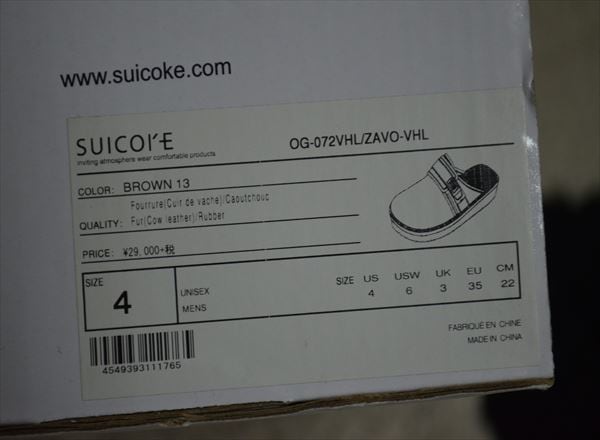 www.suicoke.com
SUICOKE
inviting atmosphere wear comfortable products
OG-072VHL/ZAVO-VHL
COLOR: BROWN 13
Fourrure(Cuir de vache)/Caoutchouc
QUALITY: Fur(Cow leather)/Rubber
PRICE: ¥29,000+税
SIZE
4
UNISEX
MENS
SIZE US USW UK EU CM
4 6 3 35 22
4549393111765
FABRIQUÉ EN CHINE
MADE IN CHINA